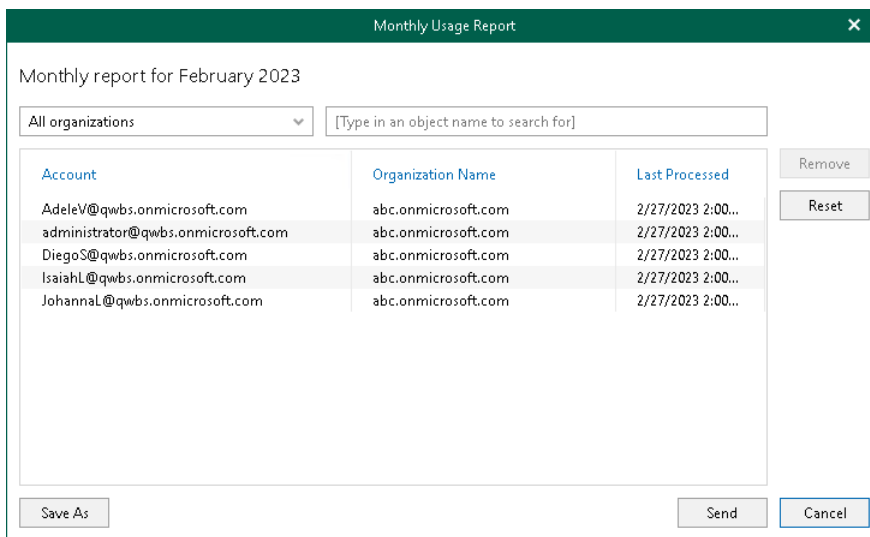 Monthly Usage Report
Monthly report for February 2023
All organizations [Type in an object name to search for]
Account Organization Name Last Processed Remove
AdeleV@qwbs.onmicrosoft.com abc.onmicrosoft.com 2/27/2023 2:00... Reset
administrator@qwbs.onmicrosoft.com abc.onmicrosoft.com 2/27/2023 2:00...
DiegoS@qwbs.onmicrosoft.com abc.onmicrosoft.com 2/27/2023 2:00...
IsaiahL@qwbs.onmicrosoft.com abc.onmicrosoft.com 2/27/2023 2:00...
JohannaL@qwbs.onmicrosoft.com abc.onmicrosoft.com 2/27/2023 2:00...
Save As Send Cancel